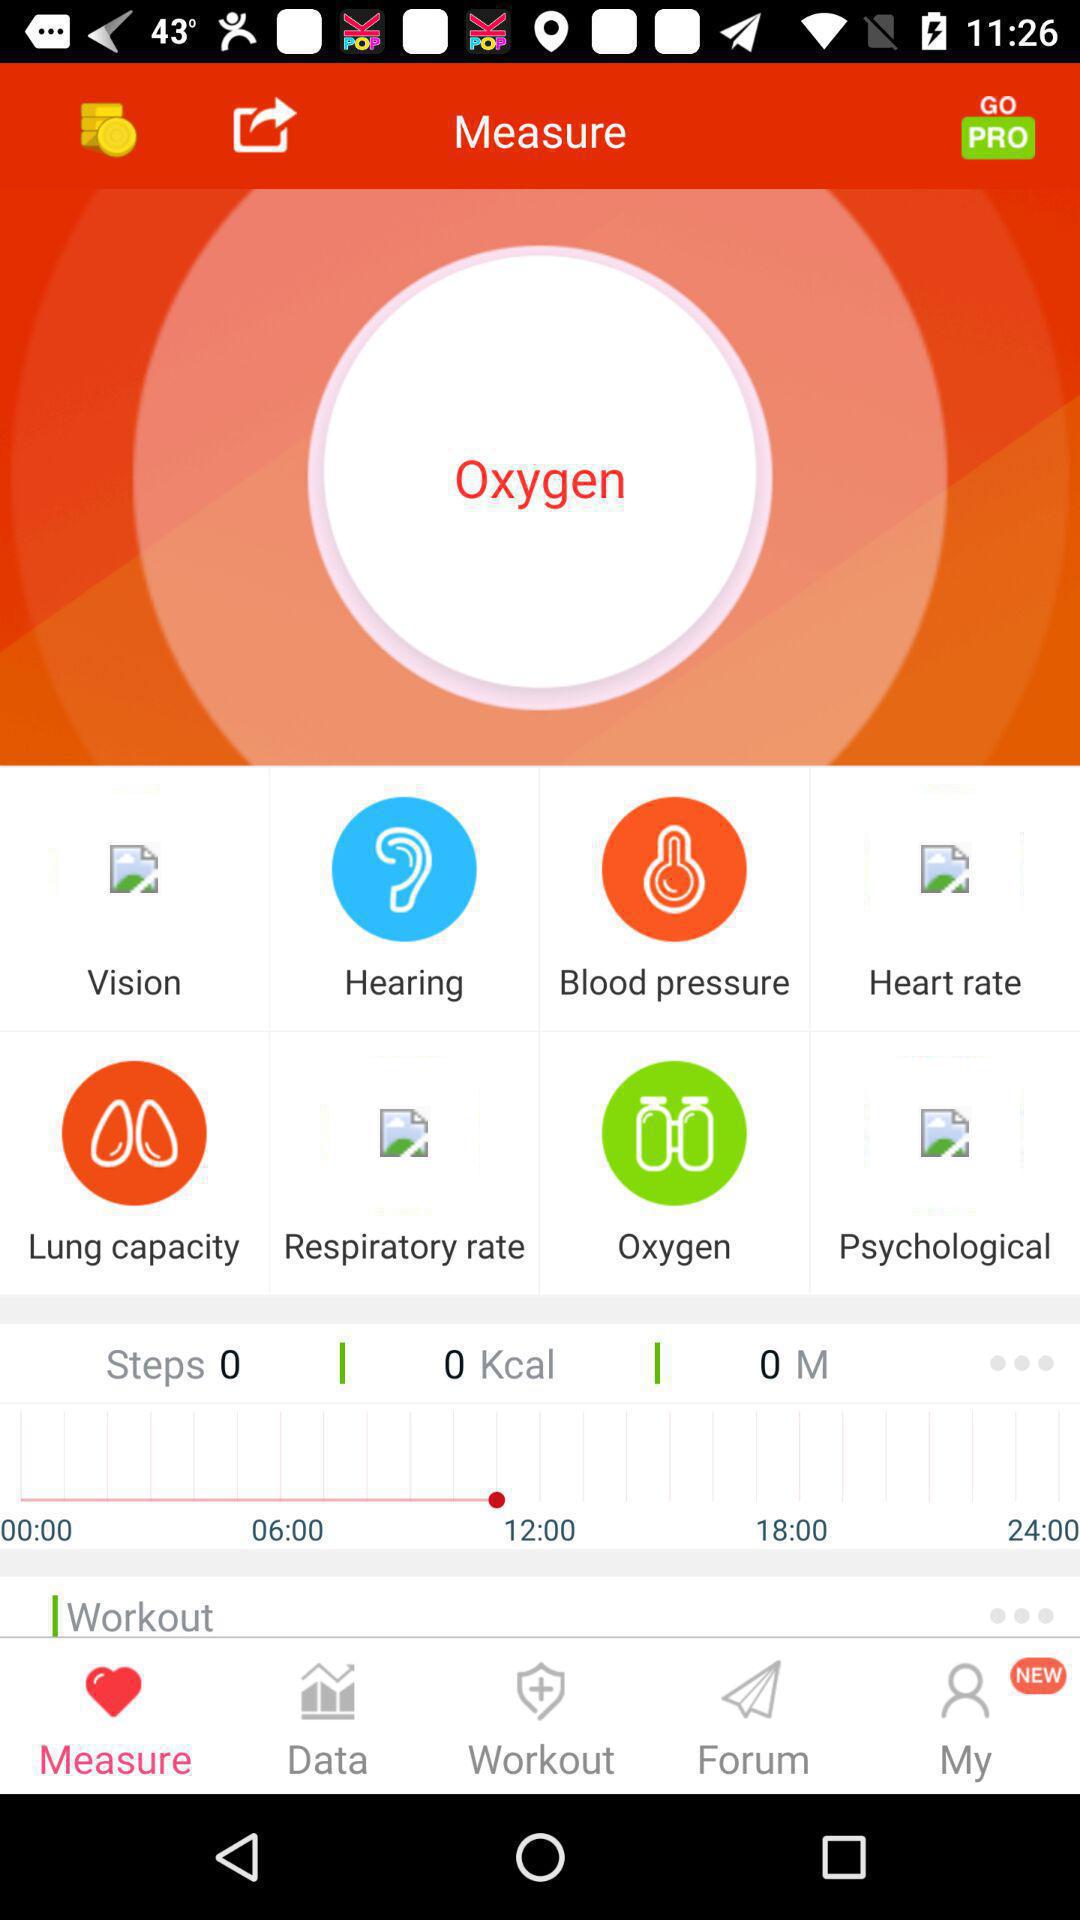 43° POP POP 11:26
Measure
GO
PRO
Oxygen
Vision Hearing Blood pressure Heart rate
Lung capacity Respiratory rate Oxygen Psychological
Steps 0 0 Kcal 0 M
00:00 06:00 12:00 18:00 24:00
Workout
NEW
Measure Data Workout Forum My